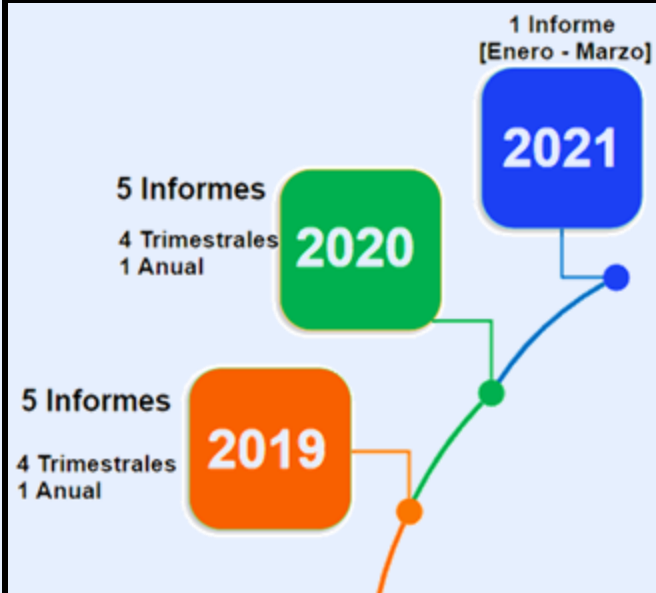 1 Informe
[Enero - Marzo]
2021
5 Informes
4 Trimestrales
1 Anual
2020
5 Informes
4 Trimestrales
1 Anual
2019